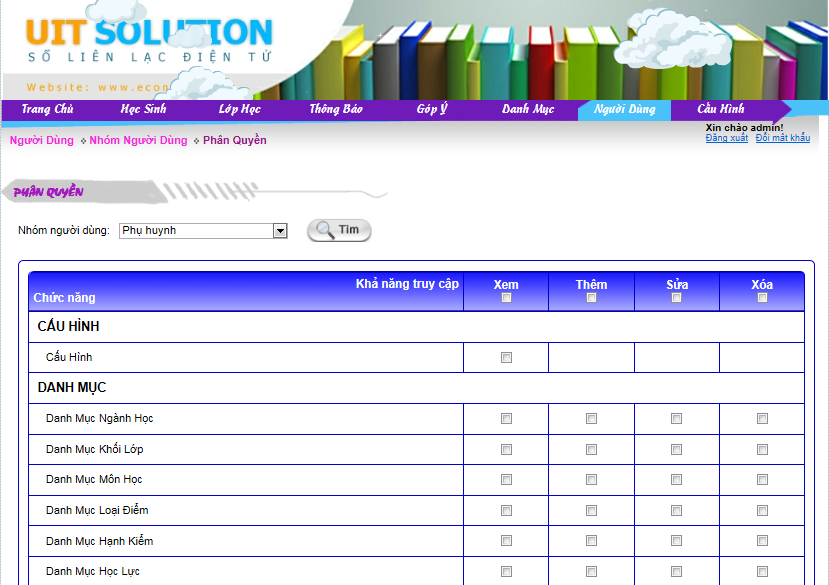 UIT SOLUTION
SỔ LIÊN LẠC ĐIỆN TỬ
Website: www.econ
Trang Chủ Học Sinh Lớp Học Thông Báo Góp Ý Danh Mục Người Dùng Cấu Hình
Xin chào admin!
Đăng xuất Đổi mật khẩu
Người Dùng Nhóm Người Dùng Phân Quyền
PHÂN QUYỀN
Nhóm người dùng: Phụ huynh Tìm
Khả năng truy cập Xem Thêm Sửa Xóa
Chức năng
CẤU HÌNH
Cấu Hình
DANH MỤC
Danh Mục Ngành Học
Danh Mục Khối Lớp
Danh Mục Môn Học
Danh Mục Loại Điểm
Danh Mục Hạnh Kiểm
Danh Mục Học Lực